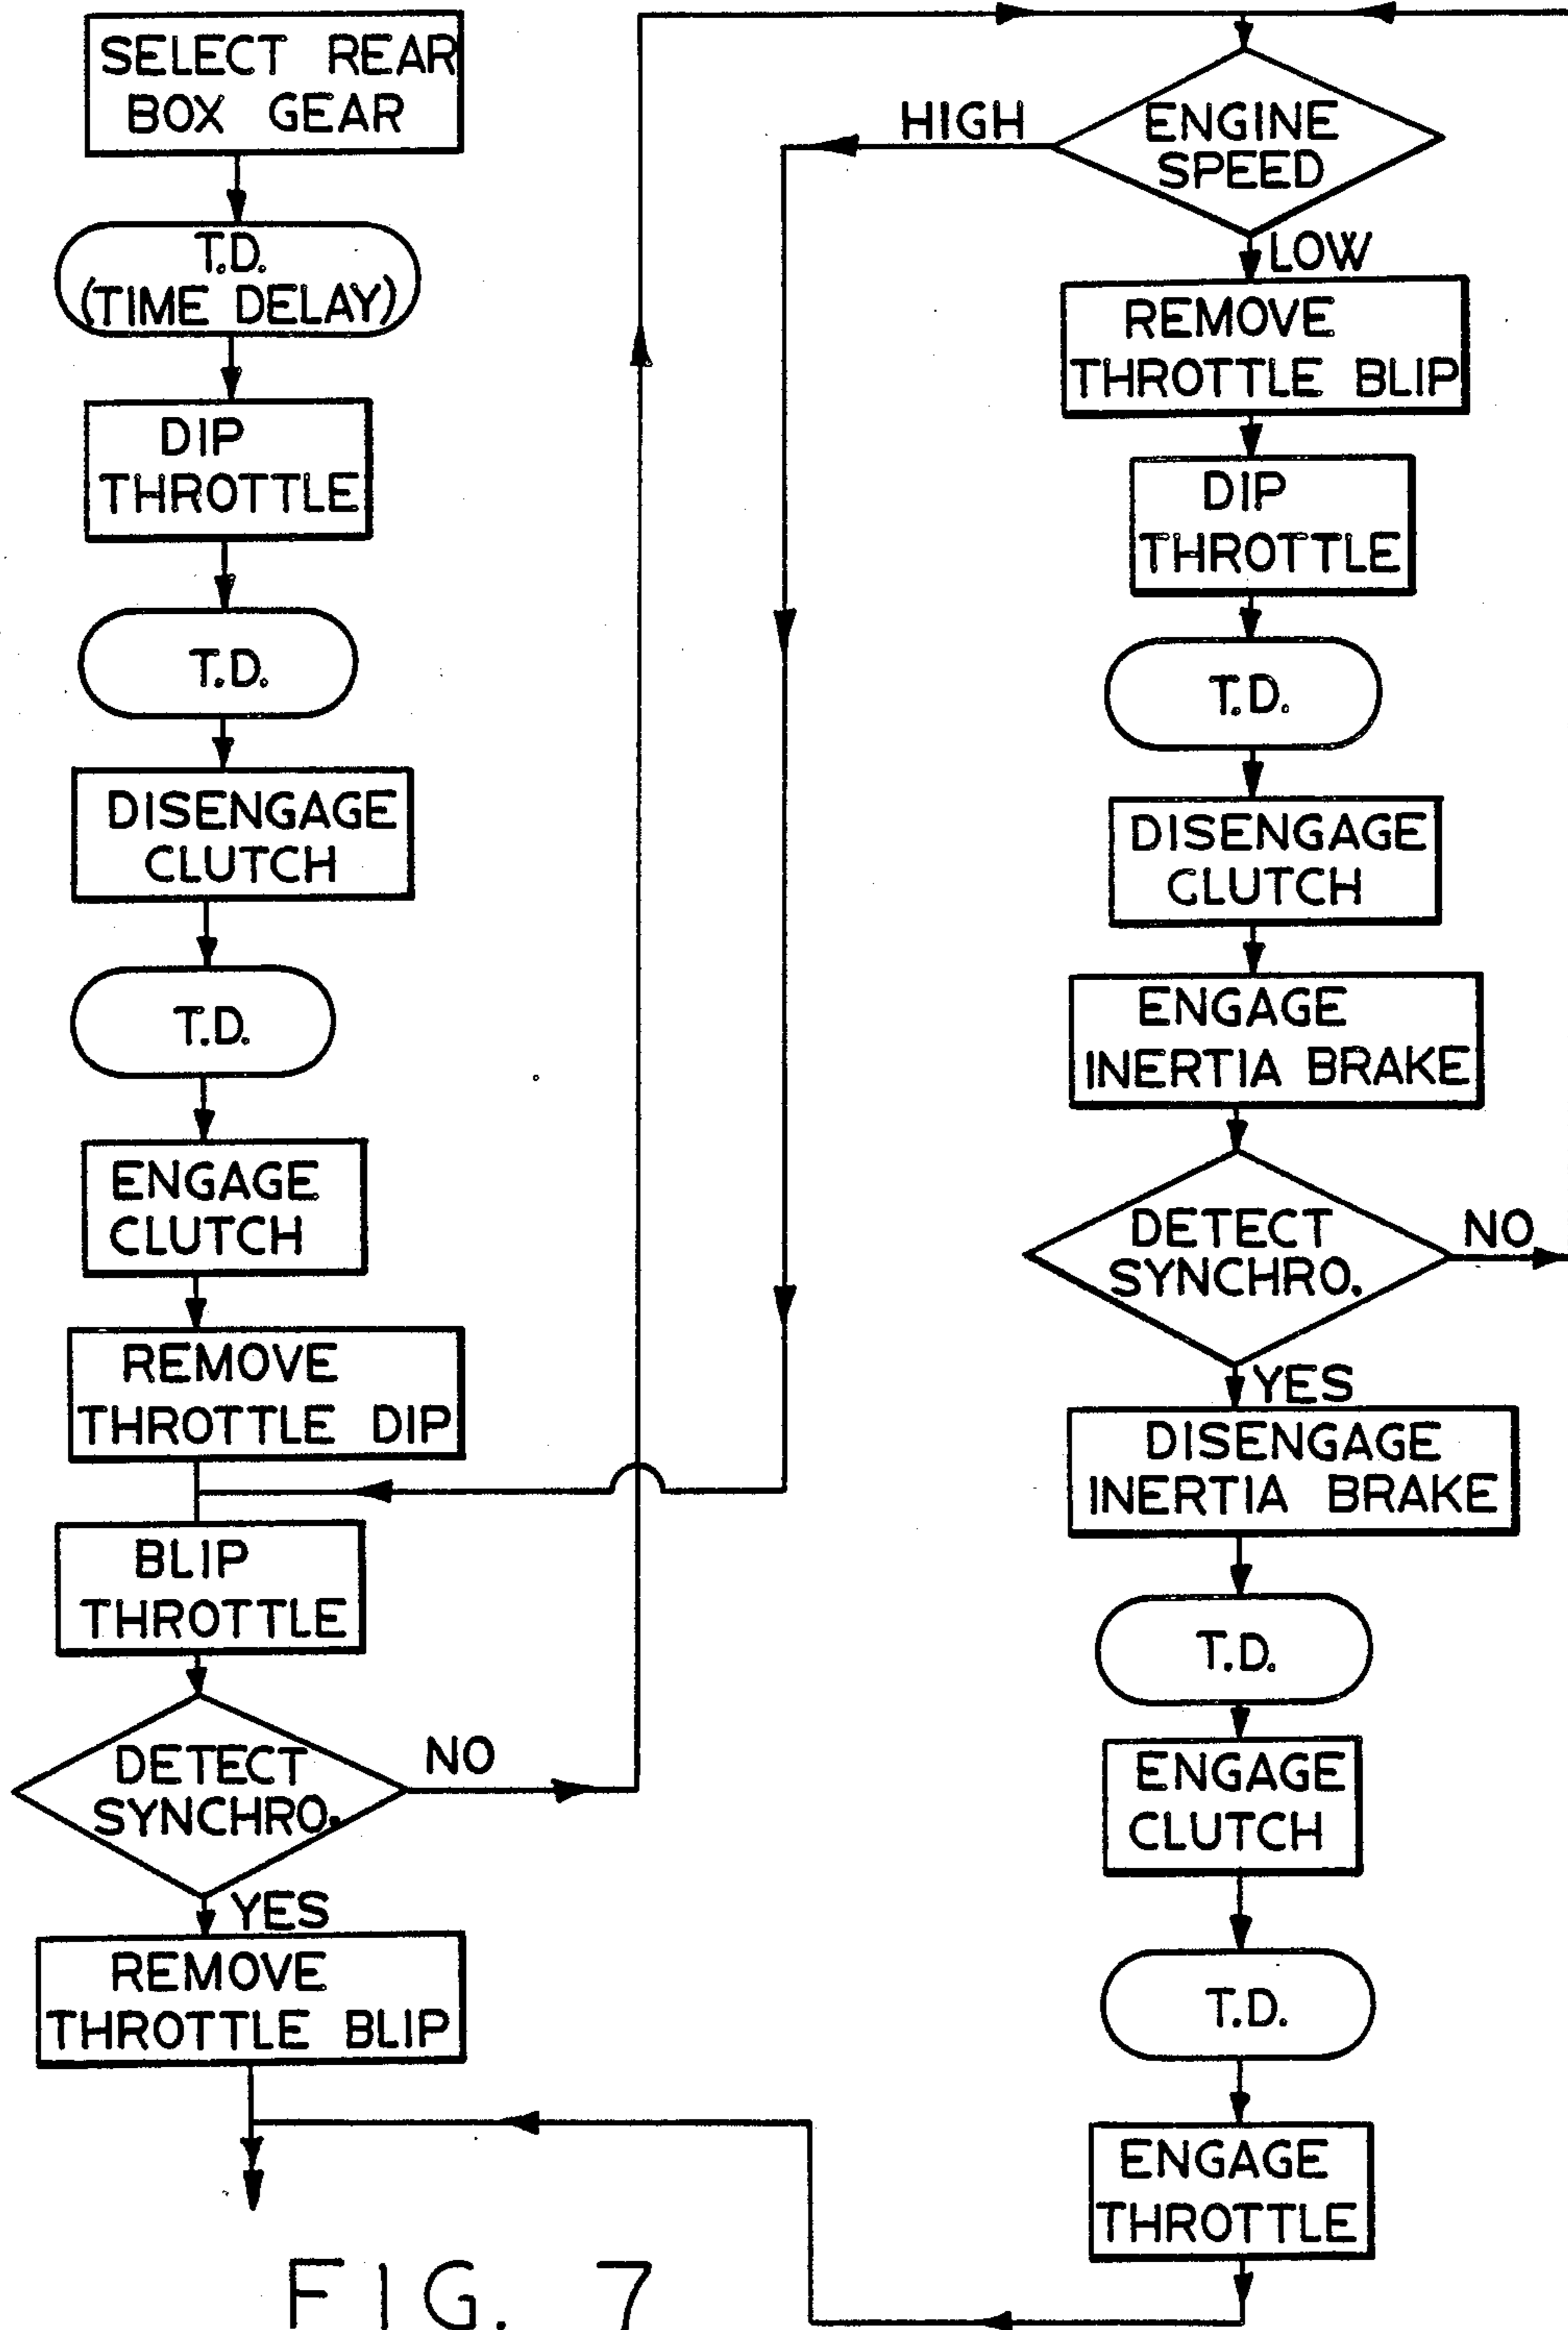 SELECT REAR
BOX GEAR
T.D.
(TIME DELAY)
DIP
THROTTLE
T.D.
DISENGAGE
CLUTCH
T.D.
ENGAGE
CLUTCH
REMOVE
THROTTLE DIP
BLIP
THROTTLE
DETECT
SYNCHRO.
NO
YES
REMOVE
THROTTLE BLIP
HIGH
ENGINE
SPEED
LOW
REMOVE
THROTTLE BLIP
DIP
THROTTLE
T.D.
DISENGAGE
CLUTCH
ENGAGE
INERTIA BRAKE
DETECT
SYNCHRO.
NO
YES
DISENGAGE
INERTIA BRAKE
T.D.
ENGAGE
CLUTCH
T.D.
ENGAGE
THROTTLE
FIG. 7